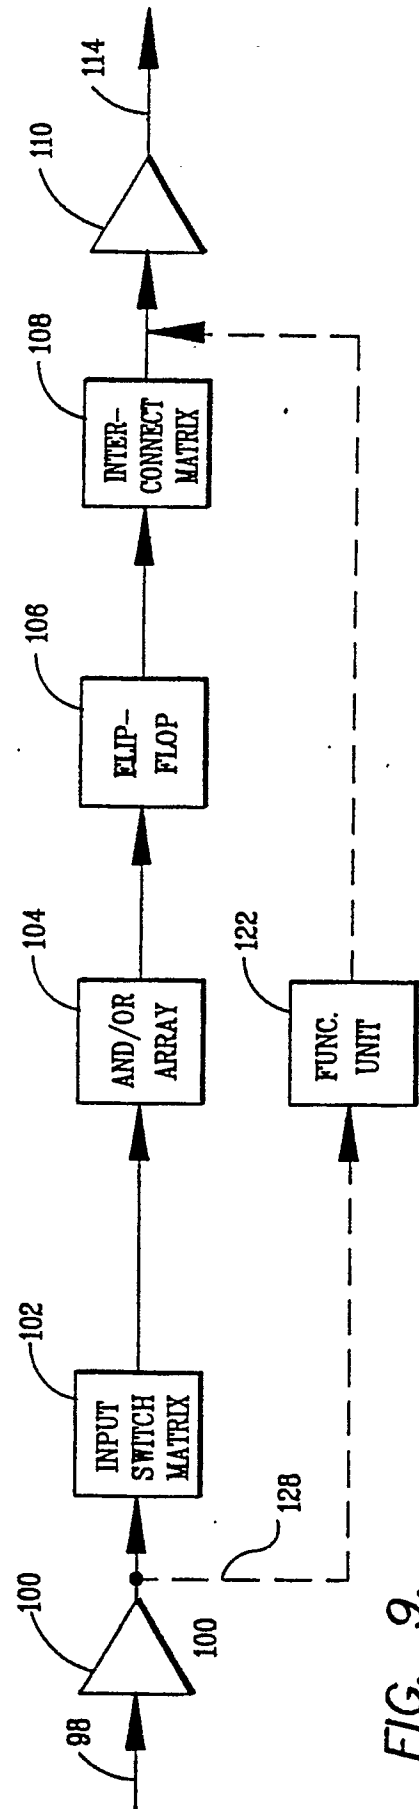 98
100
100
128
102
INPUT
SWITCH
MATRIX
104
AND/OR
ARRAY
106
FLIP-
FLOP
108
INTER-
CONNECT
MATRIX
110
114
122
FUNC.
UNIT
FIG. 9.